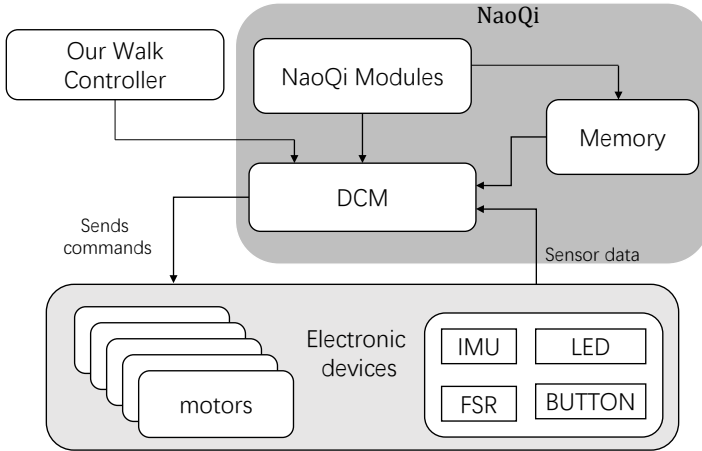 NaoQi
Our Walk
Controller
NaoQi Modules
Memory
DCM
Sends
commands
Sensor data
Electronic
devices
motors
IMU
LED
FSR
BUTTON